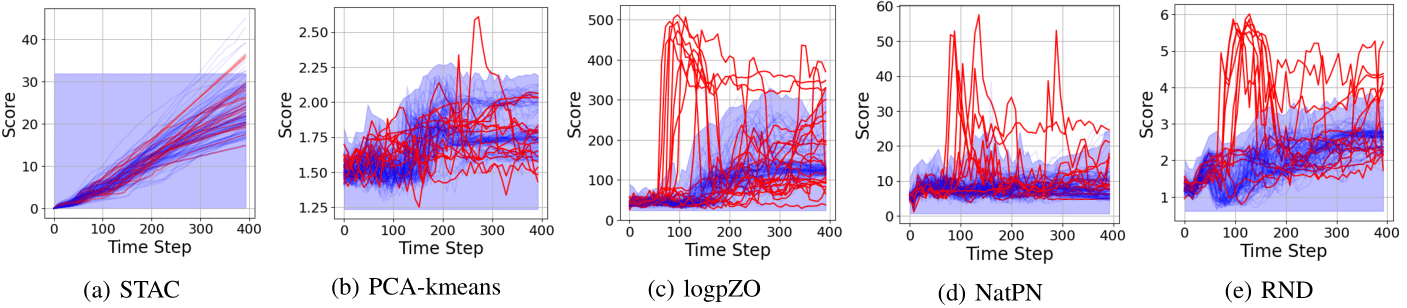 Score
40
30
20
10
0
0 100 200 300 400
Time Step
(a) STAC
Score
2.50
2.25
2.00
1.75
1.50
1.25
0 100 200 300 400
Time Step
(b) PCA-kmeans
Score
500
400
300
200
100
0
0 100 200 300 400
Time Step
(c) logpZO
Score
60
50
40
30
20
10
0
0 100 200 300 400
Time Step
(d) NatPN
Score
6
5
4
3
2
1
0 100 200 300 400
Time Step
(e) RND